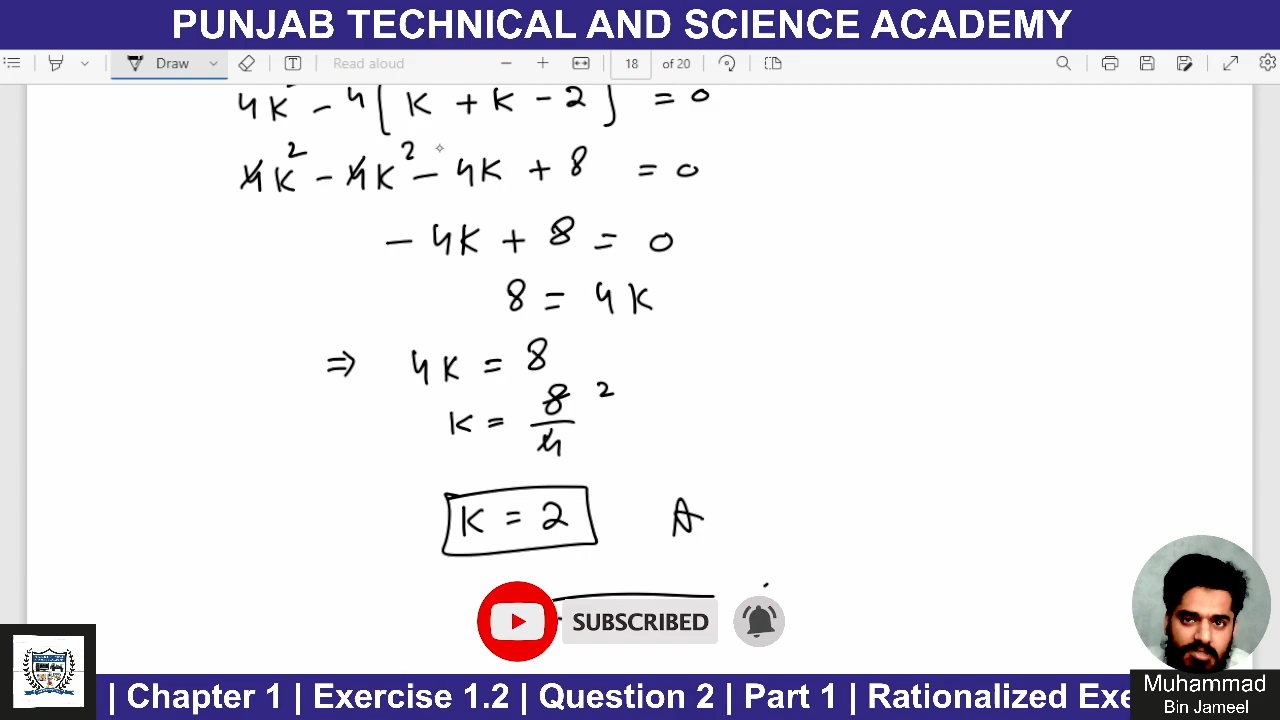 PUNJAB TECHNICAL AND SCIENCE ACADEMY
Draw Read aloud 18 of 20
4K² - 4[K + K - 2] = 0
4K² - 4K² - 4K + 8 = 0
- 4K + 8 = 0
8 = 4K
⇒ 4K = 8
K = 8/4 2
K = 2 A
SUBSCRIBED
| Chapter 1 | Exercise 1.2 | Question 2 | Part 1 | Rationalized Exe
Muhammad
Bin Jameel